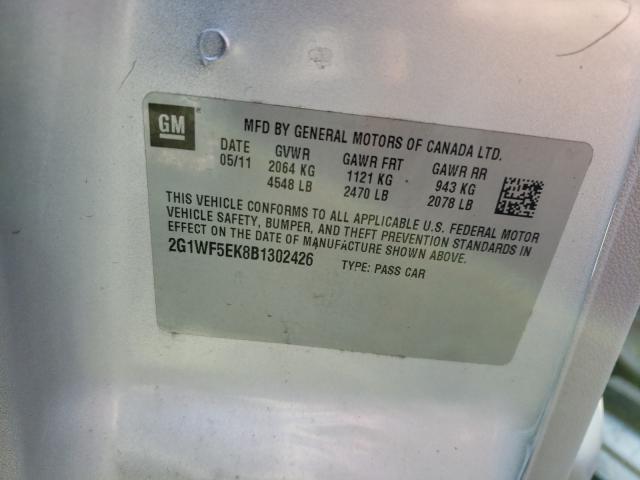 GM
MFD BY GENERAL MOTORS OF CANADA LTD.
DATE GVWR GAWR FRT GAWR RR
05/11 2064 KG 1121 KG 943 KG
4548 LB 2470 LB 2078 LB
THIS VEHICLE CONFORMS TO ALL APPLICABLE U.S. FEDERAL MOTOR
VEHICLE SAFETY, BUMPER, AND THEFT PREVENTION STANDARDS IN
EFFECT ON THE DATE OF MANUFACTURE SHOWN ABOVE.
2G1WF5EK8B1302426 TYPE: PASS CAR